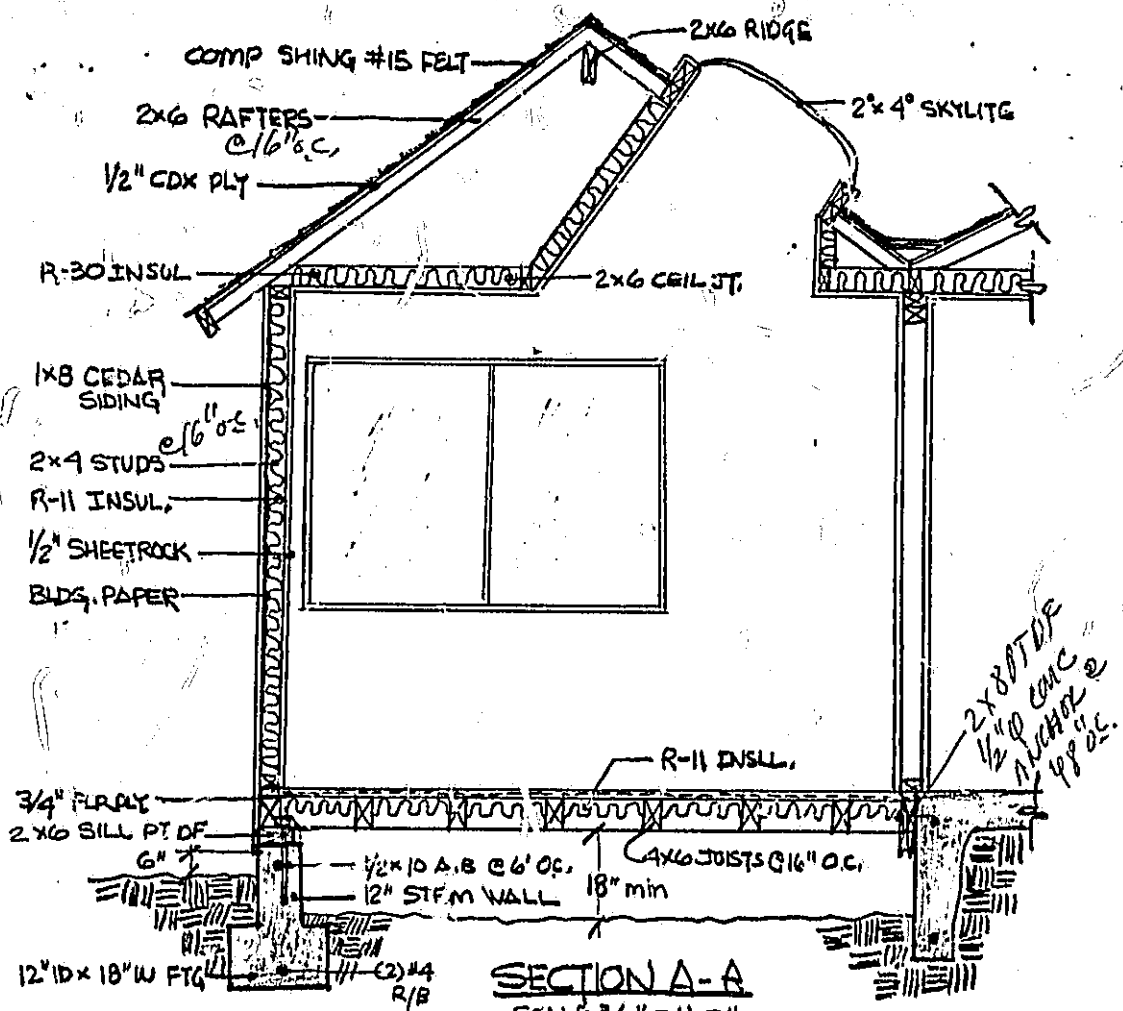 2x6 RIDGE
COMP SHING #15 FELT
2x6 RAFTERS
@16" o.c.
2°x4° SKYLITE
1/2" CDX PLY
R-30 INSUL
2x6 CEIL JT.
1x8 CEDAR
SIDING
@16" o.c.
2x4 STUDS
R-11 INSUL.
1/2" SHEETROCK
BLDG. PAPER
2x8 PT DF
1/2" Ø CONC
ANCHOR @
48" O.C.
R-11 INSLL.
3/4" FLR PLY
2x6 SILL PT DF
6"
1/2x10 A.B @ 6' O.C.
4x6 JOISTS @16" O.C.
18" min
12" STEM WALL
12" D x 18" W FTG
(2) #4
R/B
SECTION A-A